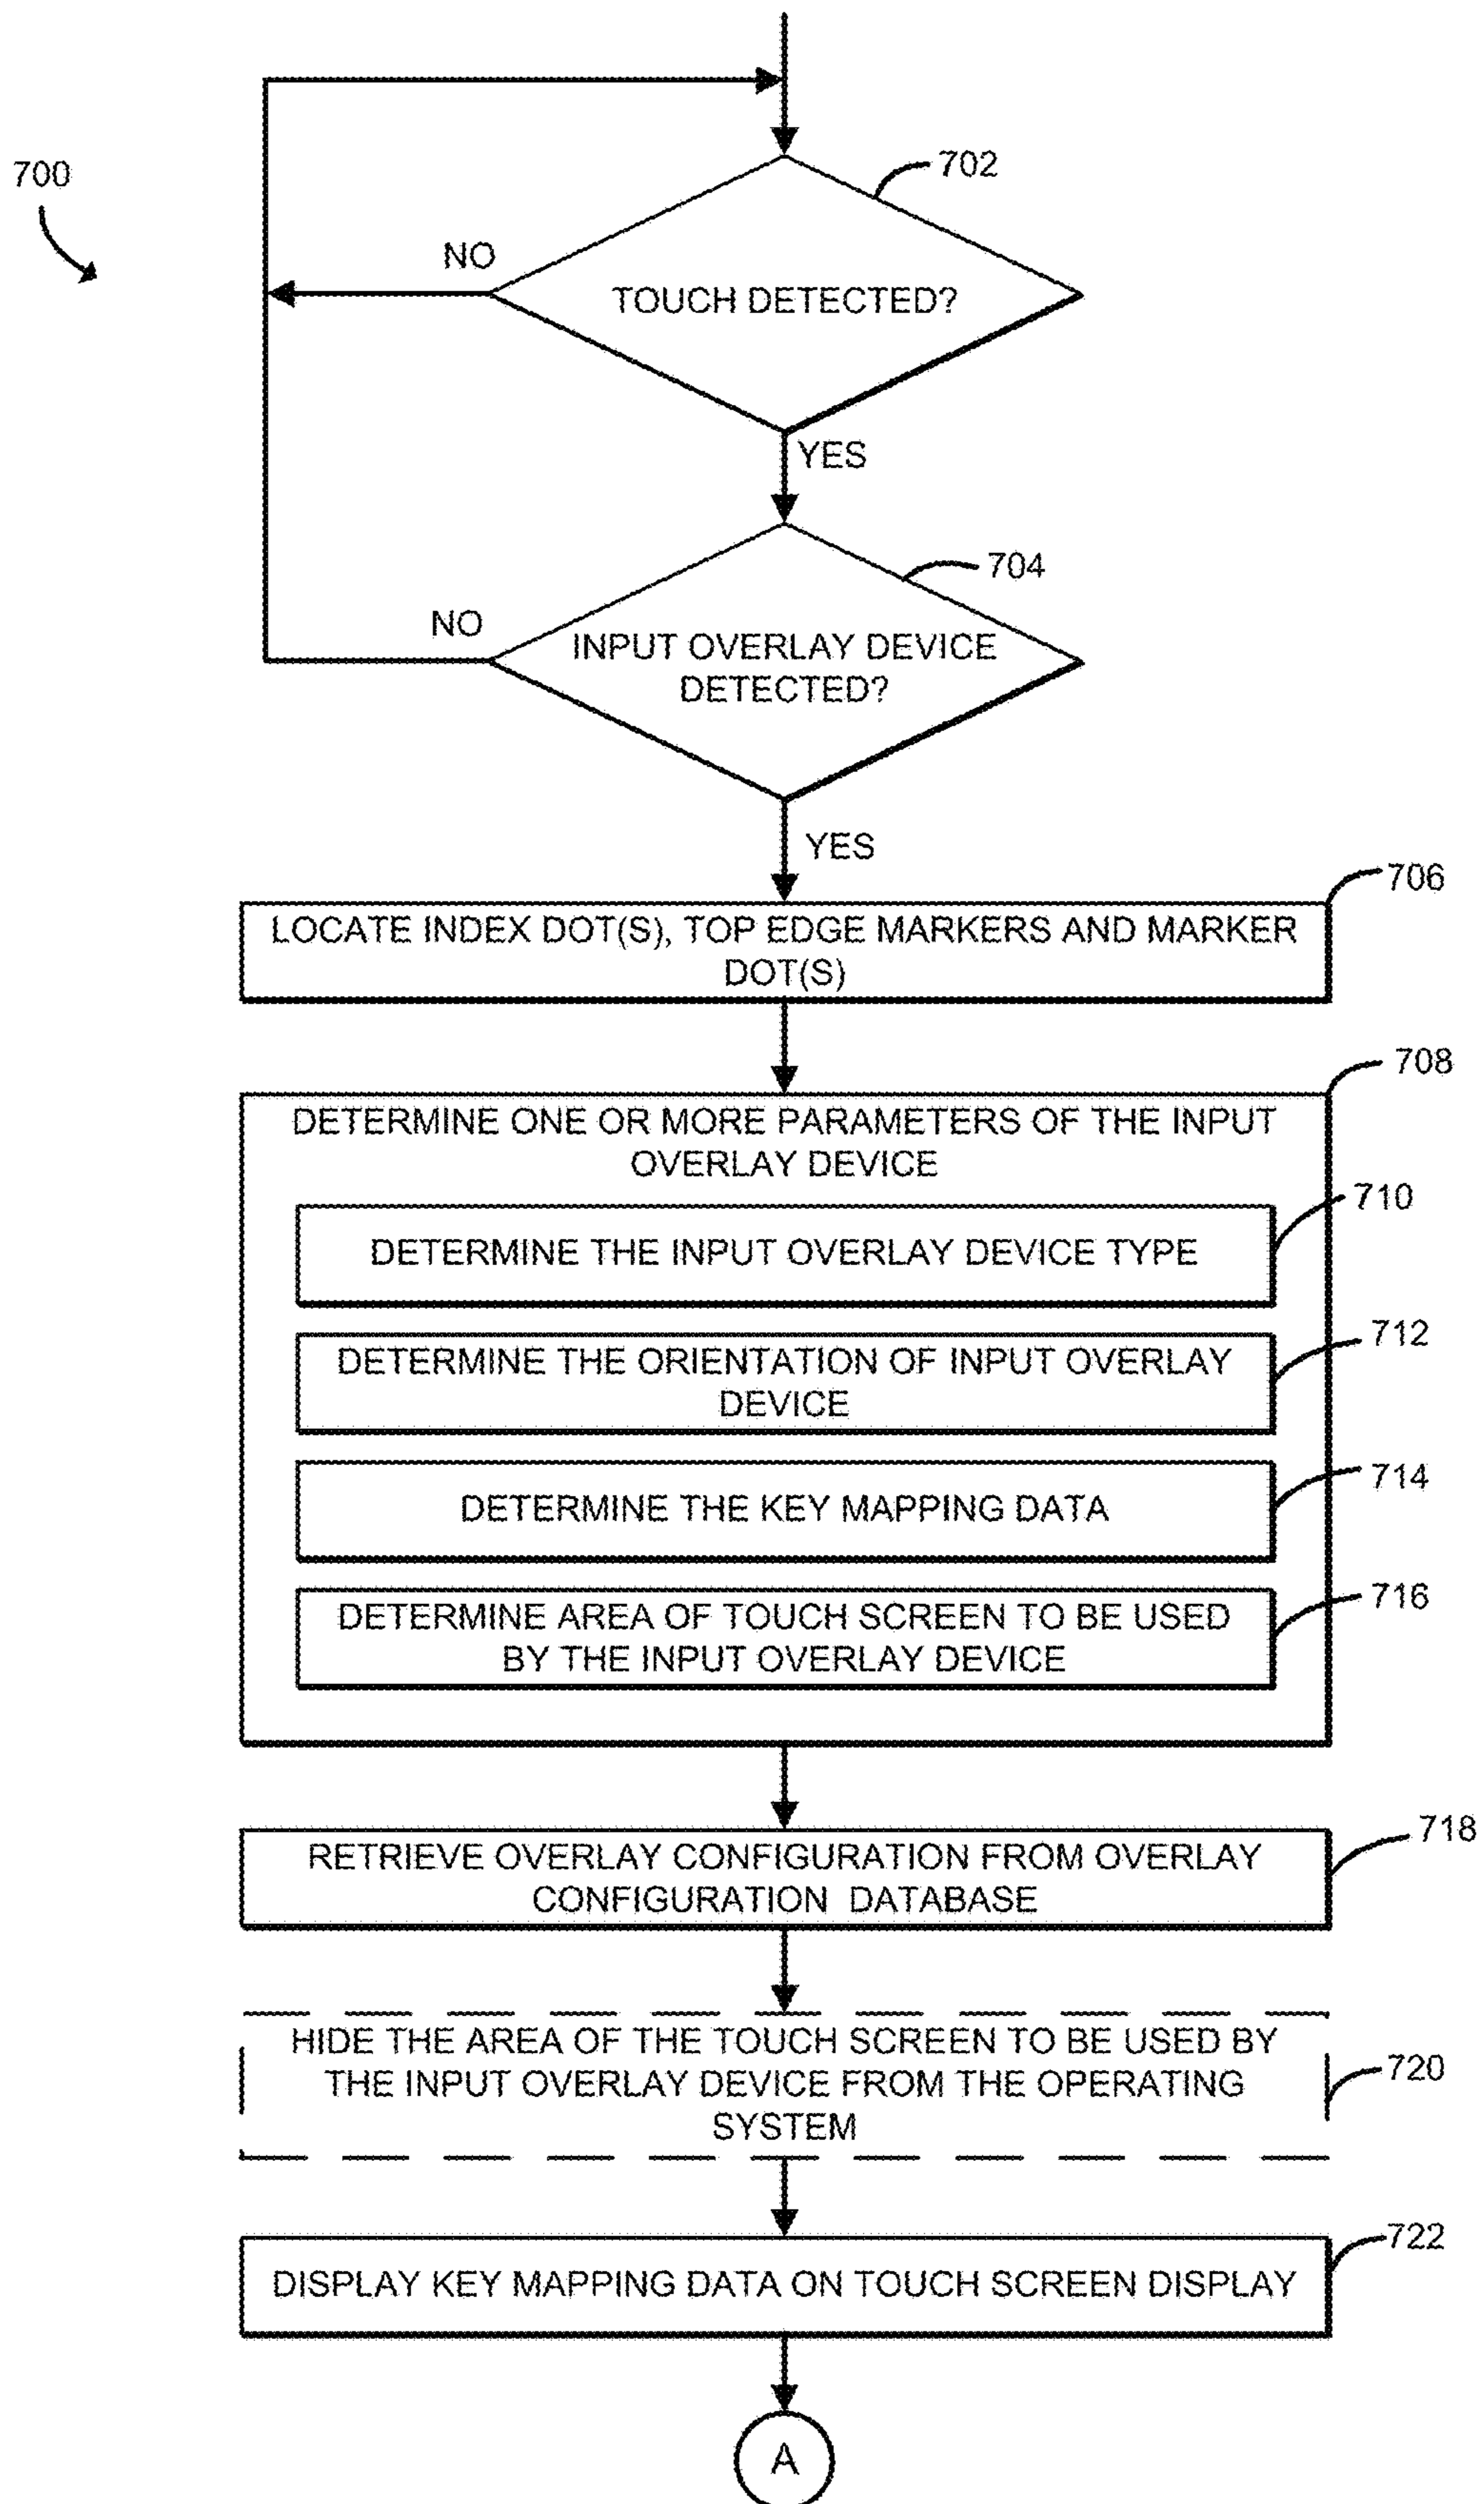 700
702
NO
TOUCH DETECTED?
YES
704
NO
INPUT OVERLAY DEVICE
DETECTED?
YES
706
LOCATE INDEX DOT(S), TOP EDGE MARKERS AND MARKER
DOT(S)
708
DETERMINE ONE OR MORE PARAMETERS OF THE INPUT
OVERLAY DEVICE
710
DETERMINE THE INPUT OVERLAY DEVICE TYPE
712
DETERMINE THE ORIENTATION OF INPUT OVERLAY
DEVICE
714
DETERMINE THE KEY MAPPING DATA
716
DETERMINE AREA OF TOUCH SCREEN TO BE USED
BY THE INPUT OVERLAY DEVICE
718
RETRIEVE OVERLAY CONFIGURATION FROM OVERLAY
CONFIGURATION DATABASE
HIDE THE AREA OF THE TOUCH SCREEN TO BE USED BY
THE INPUT OVERLAY DEVICE FROM THE OPERATING
SYSTEM
720
722
DISPLAY KEY MAPPING DATA ON TOUCH SCREEN DISPLAY
A